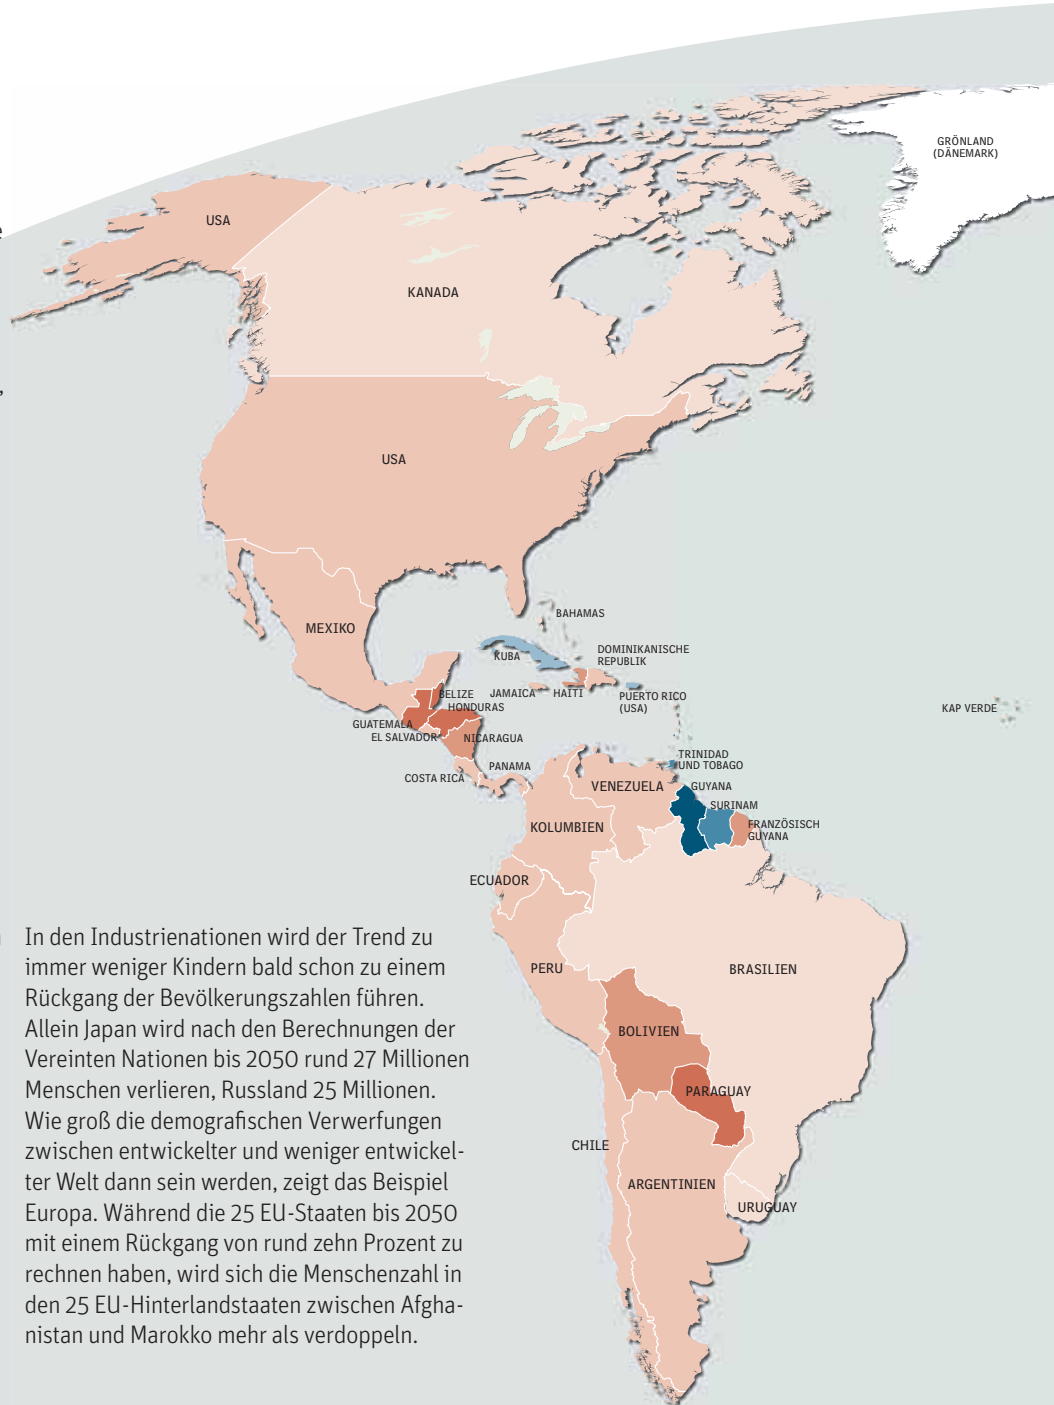 GRÖNLAND
(DÄNEMARK)
USA
KANADA
USA
MEXIKO
BAHAMAS
KUBA
DOMINIKANISCHE
REPUBLIK
BELIZE
JAMAICA
HAITI
PUERTO RICO
(USA)
HONDURAS
GUATEMALA
EL SALVADOR
NICARAGUA
KAP VERDE
COSTA RICA
PANAMA
TRINIDAD
UND TOBAGO
VENEZUELA
GUYANA
SURINAM
FRANZÖSISCH
GUYANA
KOLUMBIEN
ECUADOR
PERU
BRASILIEN
BOLIVIEN
PARAGUAY
CHILE
ARGENTINIEN
URUGUAY
In den Industrienationen wird der Trend zu
immer weniger Kindern bald schon zu einem
Rückgang der Bevölkerungszahlen führen.
Allein Japan wird nach den Berechnungen der
Vereinten Nationen bis 2050 rund 27 Millionen
Menschen verlieren, Russland 25 Millionen.
Wie groß die demografischen Verwerfungen
zwischen entwickelter und weniger entwickel-
ter Welt dann sein werden, zeigt das Beispiel
Europa. Während die 25 EU-Staaten bis 2050
mit einem Rückgang von rund zehn Prozent zu
rechnen haben, wird sich die Menschenzahl in
den 25 EU-Hinterlandstaaten zwischen Afgha-
nistan und Marokko mehr als verdoppeln.